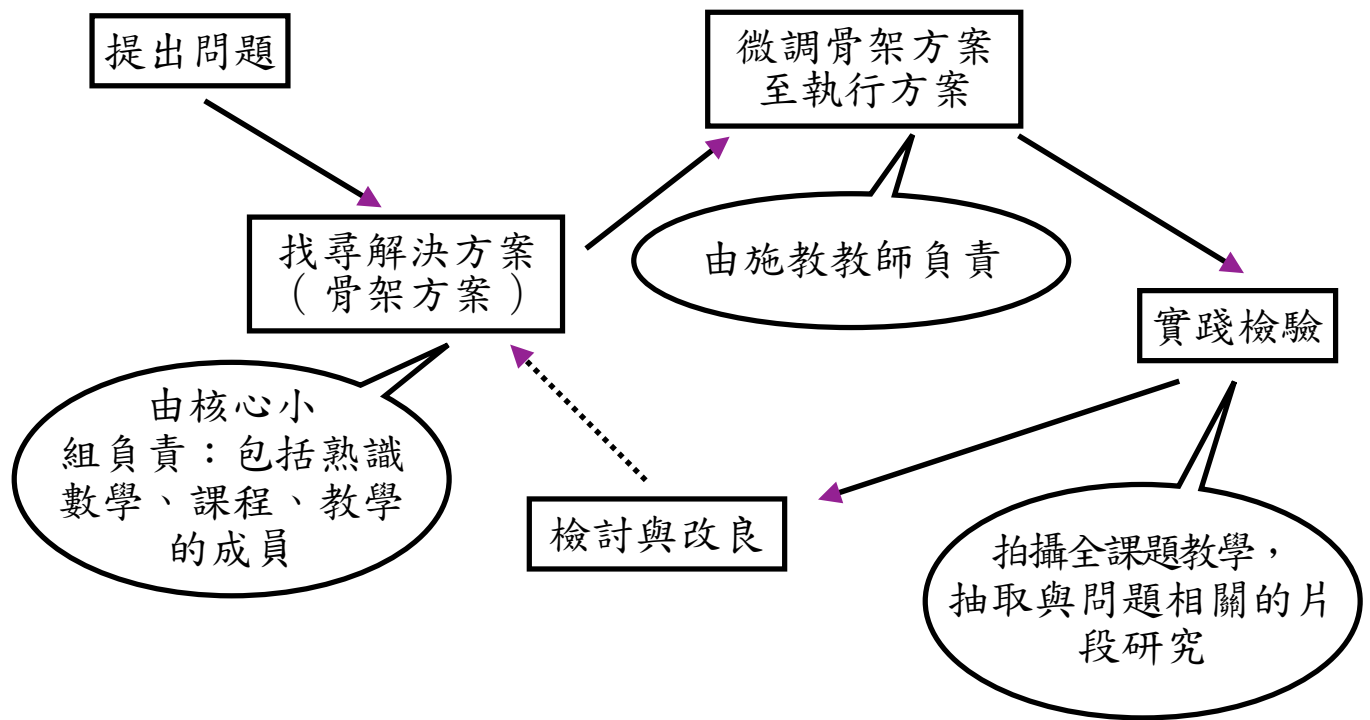 提出問題
微調骨架方案
至執行方案
找尋解決方案
（骨架方案）
由施教教師負責
實踐檢驗
由核心小
組負責：包括熟識
數學、課程、教學
的成員
檢討與改良
拍攝全課題教學，
抽取與問題相關的片
段研究